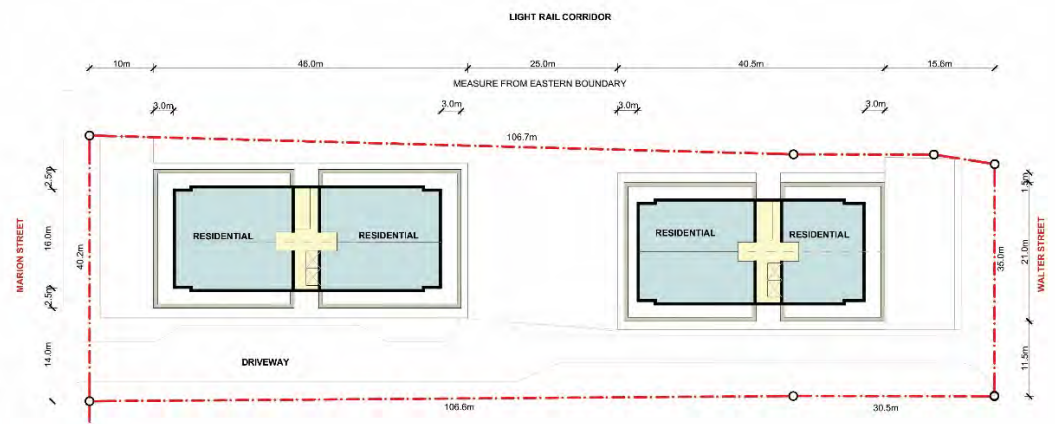 LIGHT RAIL CORRIDOR
10m 46.0m 25.0m 40.5m 15.6m
MEASURE FROM EASTERN BOUNDARY
3.0m 3.0m 3.0m 3.0m
106.7m
2.5m 1.5m
MARION STREET 40.2m 16.0m RESIDENTIAL RESIDENTIAL RESIDENTIAL RESIDENTIAL 35.0m 21.0m WALTER STREET
2.5m
14.0m DRIVEWAY 11.5m
106.6m 30.5m